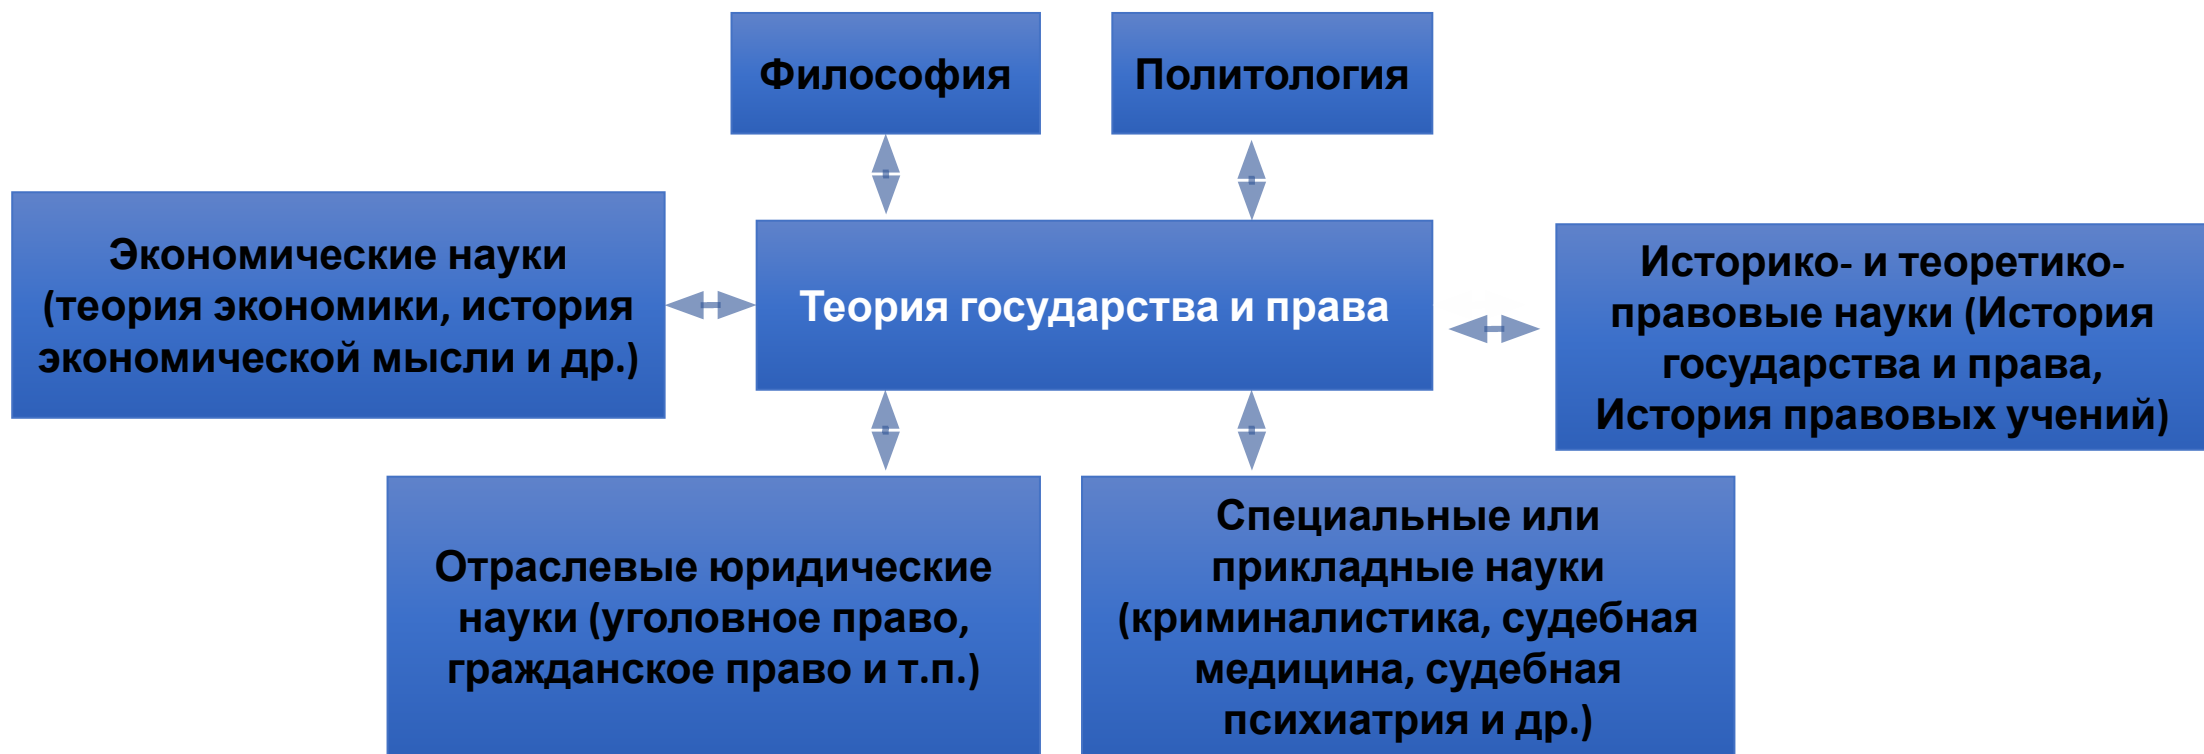 Философия
Политология
Экономические науки
(теория экономики, история
экономической мысли и др.)
Теория государства и права
Историко- и теоретико-
правовые науки (История
государства и права,
История правовых учений)
Отраслевые юридические
науки (уголовное право,
гражданское право и т.п.)
Специальные или
прикладные науки
(криминалистика, судебная
медицина, судебная
психиатрия и др.)